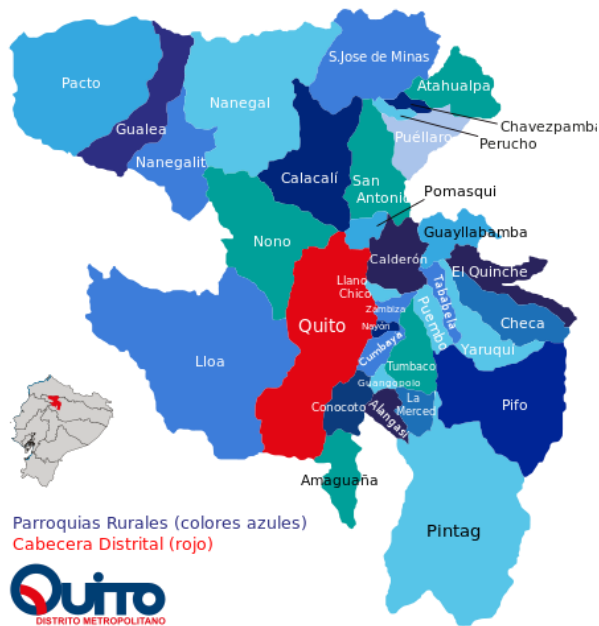 S.Jose de Minas
Pacto
Atahualpa
Nanegal
Gualea
Chavezpamba
Puéllaro
Perucho
Nanegalit
Calacalí
San
Antonio
Pomasqui
Guayllabamba
Nono
Calderón
El Quinche
Llano
Chico
Tababela
Zambiza
Puembo
Quito
Nayón
Checa
Cumbaya
Yaruquí
Lloa
Tumbaco
Guangopolo
Conocoto
La
Merced
Alangasi
Pifo
Amaguaña
Pintag
Parroquias Rurales (colores azules)
Cabecera Distrital (rojo)
Quito
DISTRITO METROPOLITANO